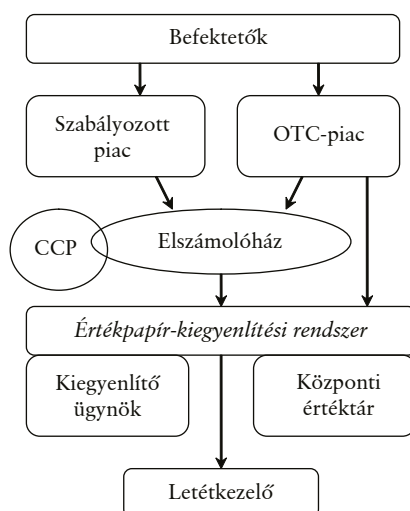 Befektetők
Szabályozott
piac
OTC-piac
CCP
Elszámolóház
Értékpapír-kiegyenlítési rendszer
Kiegyenlítő
ügynök
Központi
értéktár
Letétkezelő